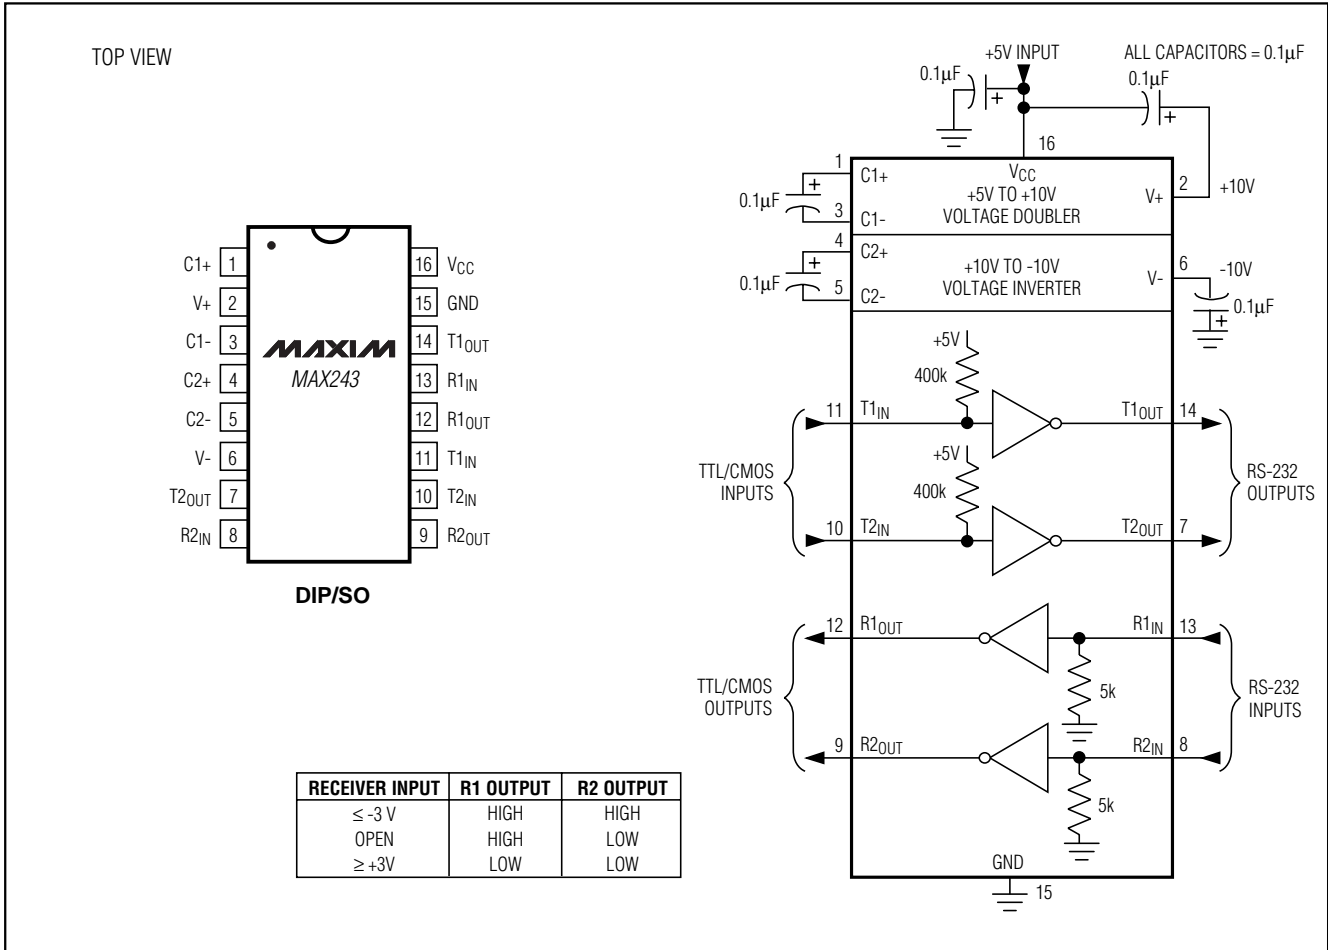 TOP VIEW
C1+ 1
V+ 2
C1- 3
C2+ 4
C2- 5
V- 6
T2OUT 7
R2IN 8
16 VCC
15 GND
14 T1OUT
13 R1IN
12 R1OUT
11 T1IN
10 T2IN
9 R2OUT
MAXIM
MAX243
DIP/SO
RECEIVER INPUT R1 OUTPUT R2 OUTPUT
≤ -3 V HIGH HIGH
OPEN HIGH LOW
≥ +3V LOW LOW
+5V INPUT
ALL CAPACITORS = 0.1µF
0.1µF
+
0.1µF
+
16
VCC
+5V TO +10V
VOLTAGE DOUBLER
1
C1+
+
0.1µF
3
C1-
V+
2
+10V
4
C2+
+
0.1µF
5
C2-
+10V TO -10V
VOLTAGE INVERTER
V-
6
-10V
0.1µF
+
+5V
400k
11 T1IN
T1OUT 14
+5V
400k
10 T2IN
T2OUT 7
TTL/CMOS
INPUTS
RS-232
OUTPUTS
12 R1OUT
R1IN 13
5k
9 R2OUT
R2IN 8
5k
TTL/CMOS
OUTPUTS
RS-232
INPUTS
GND
15